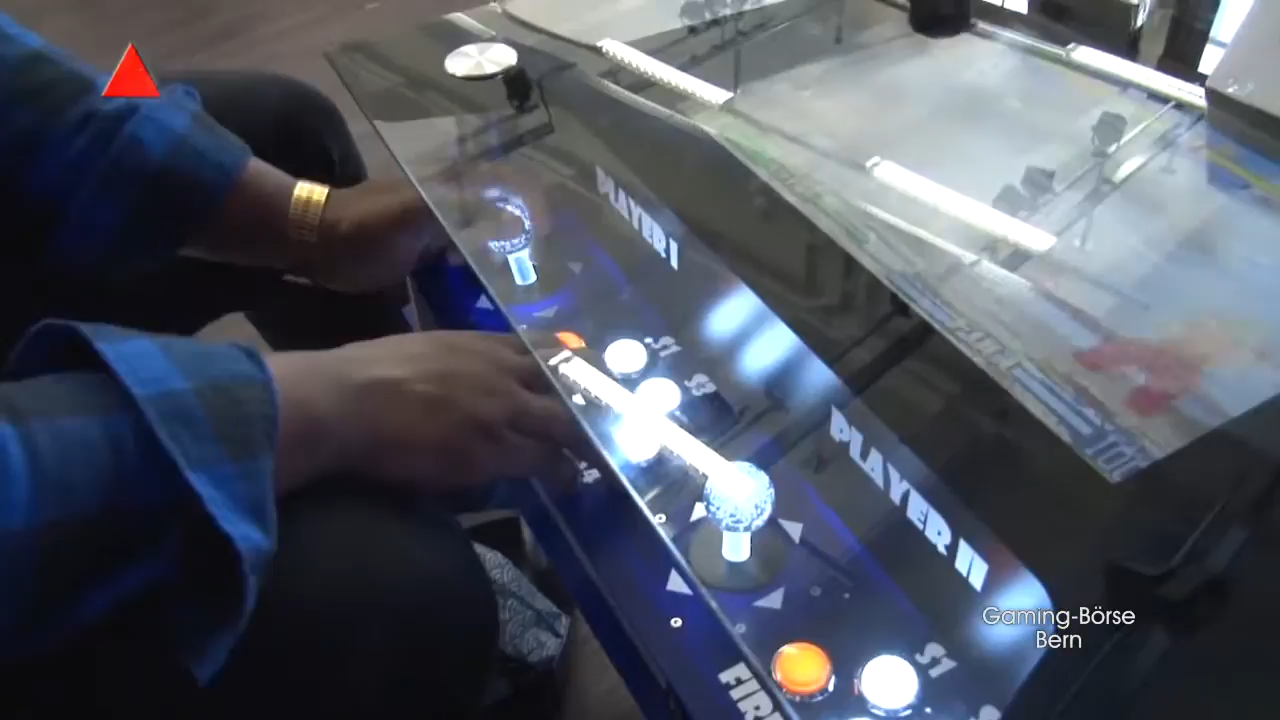 PLAYER I
S1
S3
PLAYER II
S1
Gaming-Börse
Bern